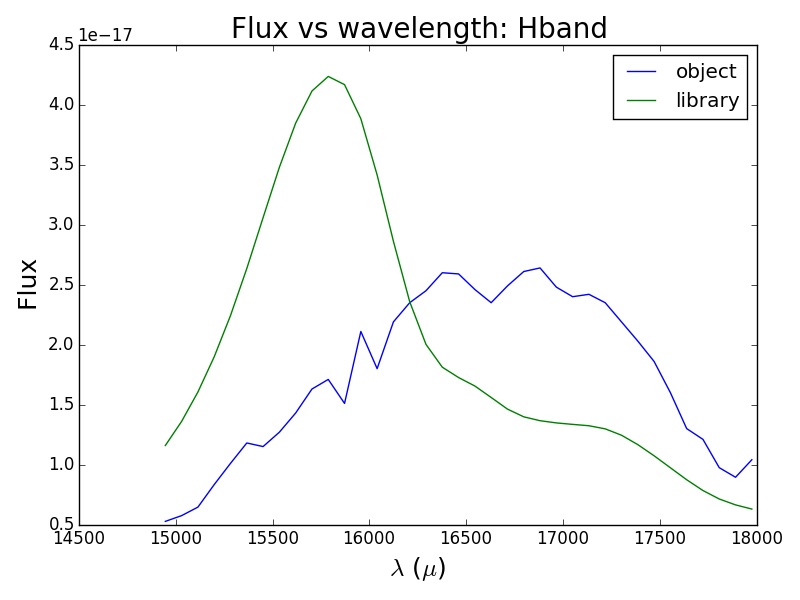 Flux vs wavelength: Hband
1e−17
object
library
4.5
4.0
3.5
3.0
2.5
2.0
1.5
1.0
0.5
Flux
14500 15000 15500 16000 16500 17000 17500 18000
λ (μ)